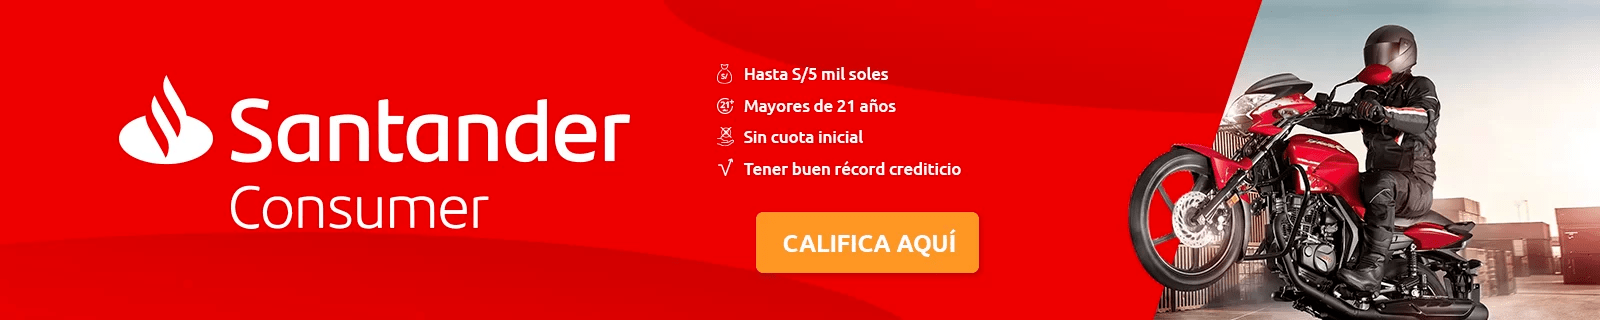 Santander
Consumer
Hasta S/5 mil soles
Mayores de 21 años
Sin cuota inicial
Tener buen récord crediticio
CALIFICA AQUÍ